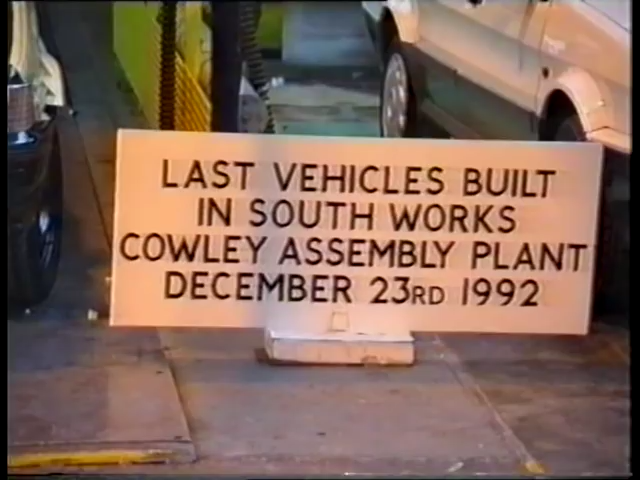 LAST VEHICLES BUILT
IN SOUTH WORKS
COWLEY ASSEMBLY PLANT
DECEMBER 23RD 1992